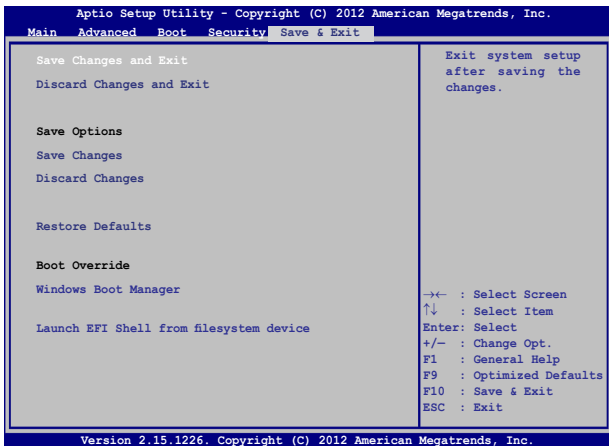 Aptio Setup Utility - Copyright (C) 2012 American Megatrends, Inc.
Main Advanced Boot Security Save & Exit
Save Changes and Exit
Discard Changes and Exit
Save Options
Save Changes
Discard Changes
Restore Defaults
Boot Override
Windows Boot Manager
Launch EFI Shell from filesystem device
Exit system setup
after saving the
changes.
→← : Select Screen
↑↓ : Select Item
Enter: Select
+/— : Change Opt.
F1 : General Help
F9 : Optimized Defaults
F10 : Save & Exit
ESC : Exit
Version 2.15.1226. Copyright (C) 2012 American Megatrends, Inc.